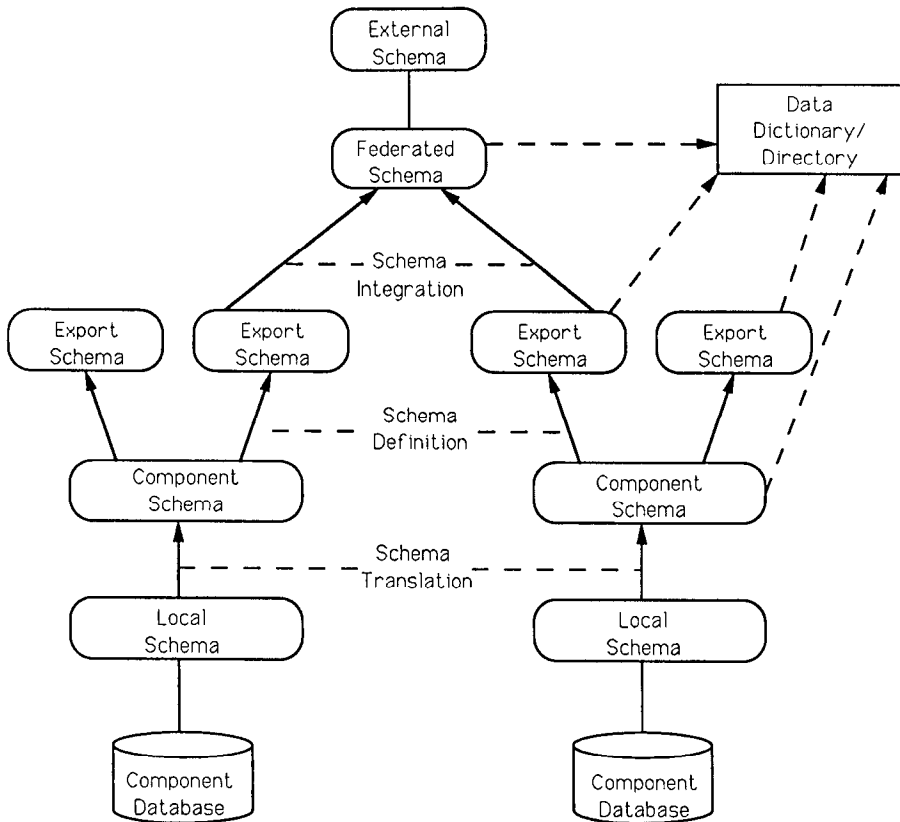 External
Schema
Data
Dictionary/
Directory
Federated
Schema
Schema
Integration
Export
Schema
Export
Schema
Export
Schema
Export
Schema
Schema
Definition
Component
Schema
Component
Schema
Schema
Translation
Local
Schema
Local
Schema
Component
Database
Component
Database